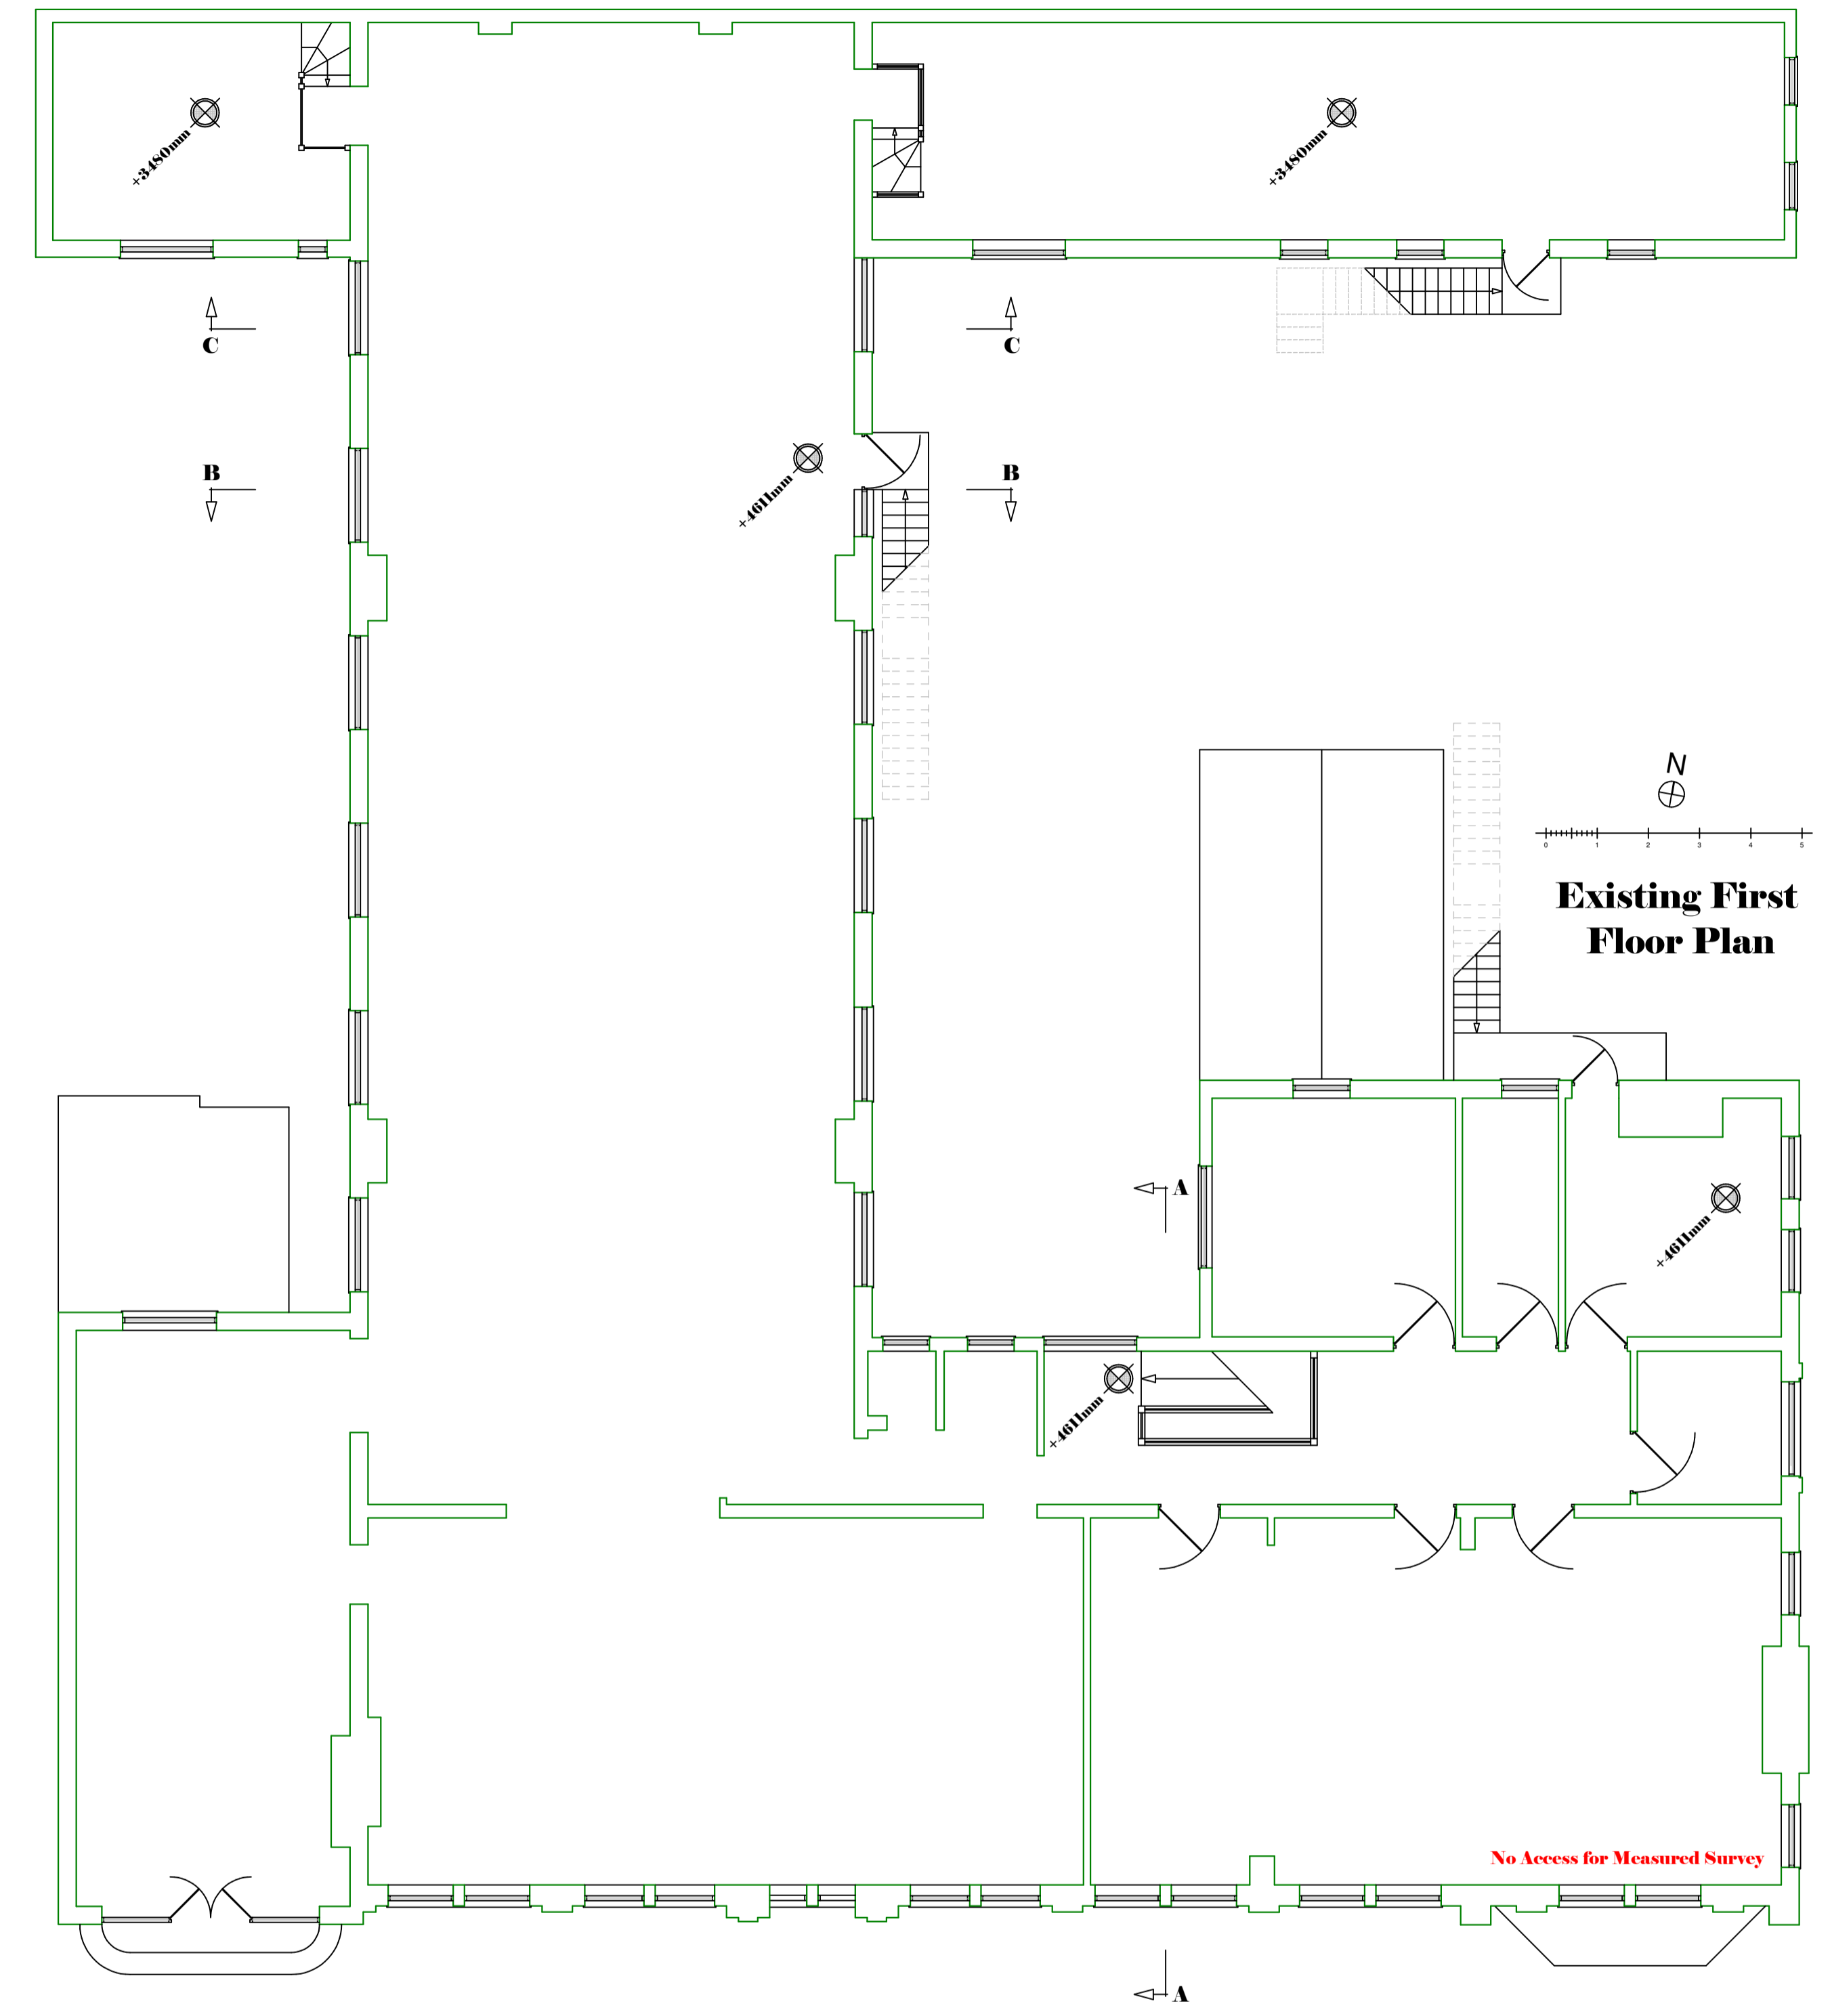 +3480mm
+3480mm
C
C
B
B
+4611mm
N
0 1 2 3 4 5
Existing First
Floor Plan
A
+4611mm
+4611mm
No Access for Measured Survey
A